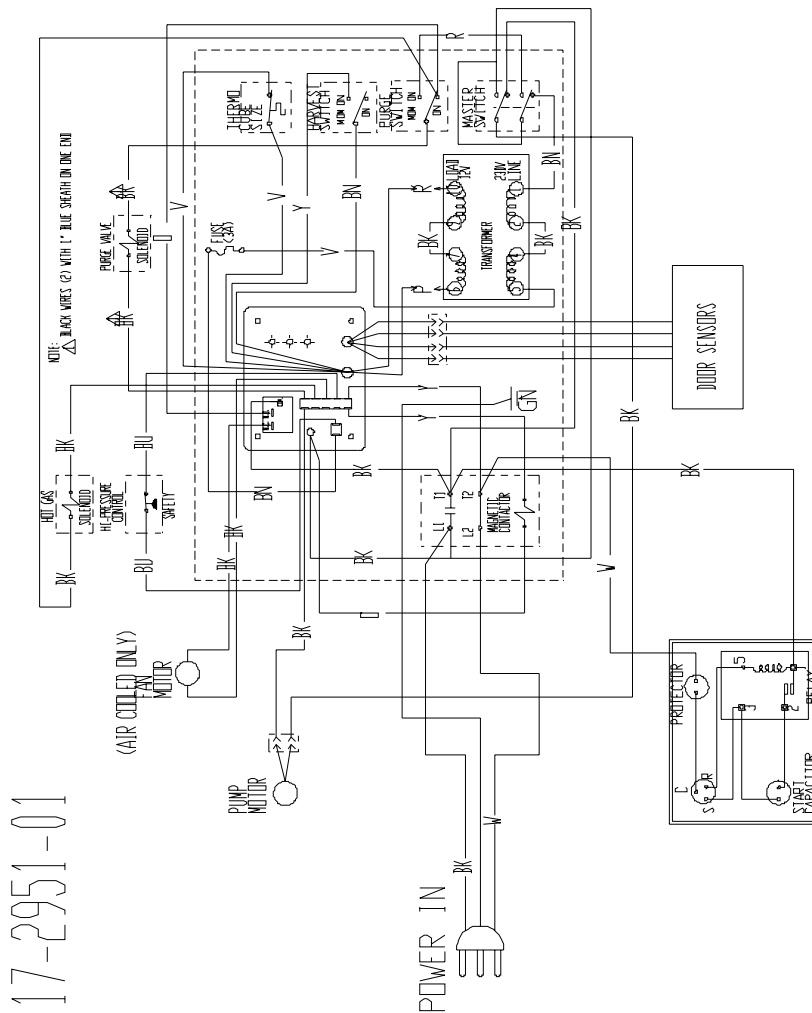 17-2951-01
POWER IN
BK
W
PUMP
MOTOR
(AIR COOLED ONLY)
FAN
MOTOR
BK
BK
BK
HOT GAS
SOLENOID
BK
BK
HI-PRESSURE
CONTROL
SAFETY
BU
BU
NOTE:
BLACK WIRES (2) WITH 1" BLUE SHEATH ON ONE END
PURGE VALVE
SOLENOID
BK
BK
O
V
THERMO
CUBE
SIZE
HARVEST
SWITCH
MOM ON
ON
PURGE
SWITCH
MOM ON
ON
MASTER
SWITCH
R
V
Y
BN
FUSE
(3A)
V
P
P
BK
BK
BN
BK
LOAD
12V
230V
LINE
TRANSFORMER
BN
BK
BK
Y
Y
GN
DOOR SENSORS
BK
BK
L1
T1
L2
T2
MAGNETIC
CONTACTOR
O
W
PROTECTOR
C
R
S
5
2
RELAY
START
CAPACITOR